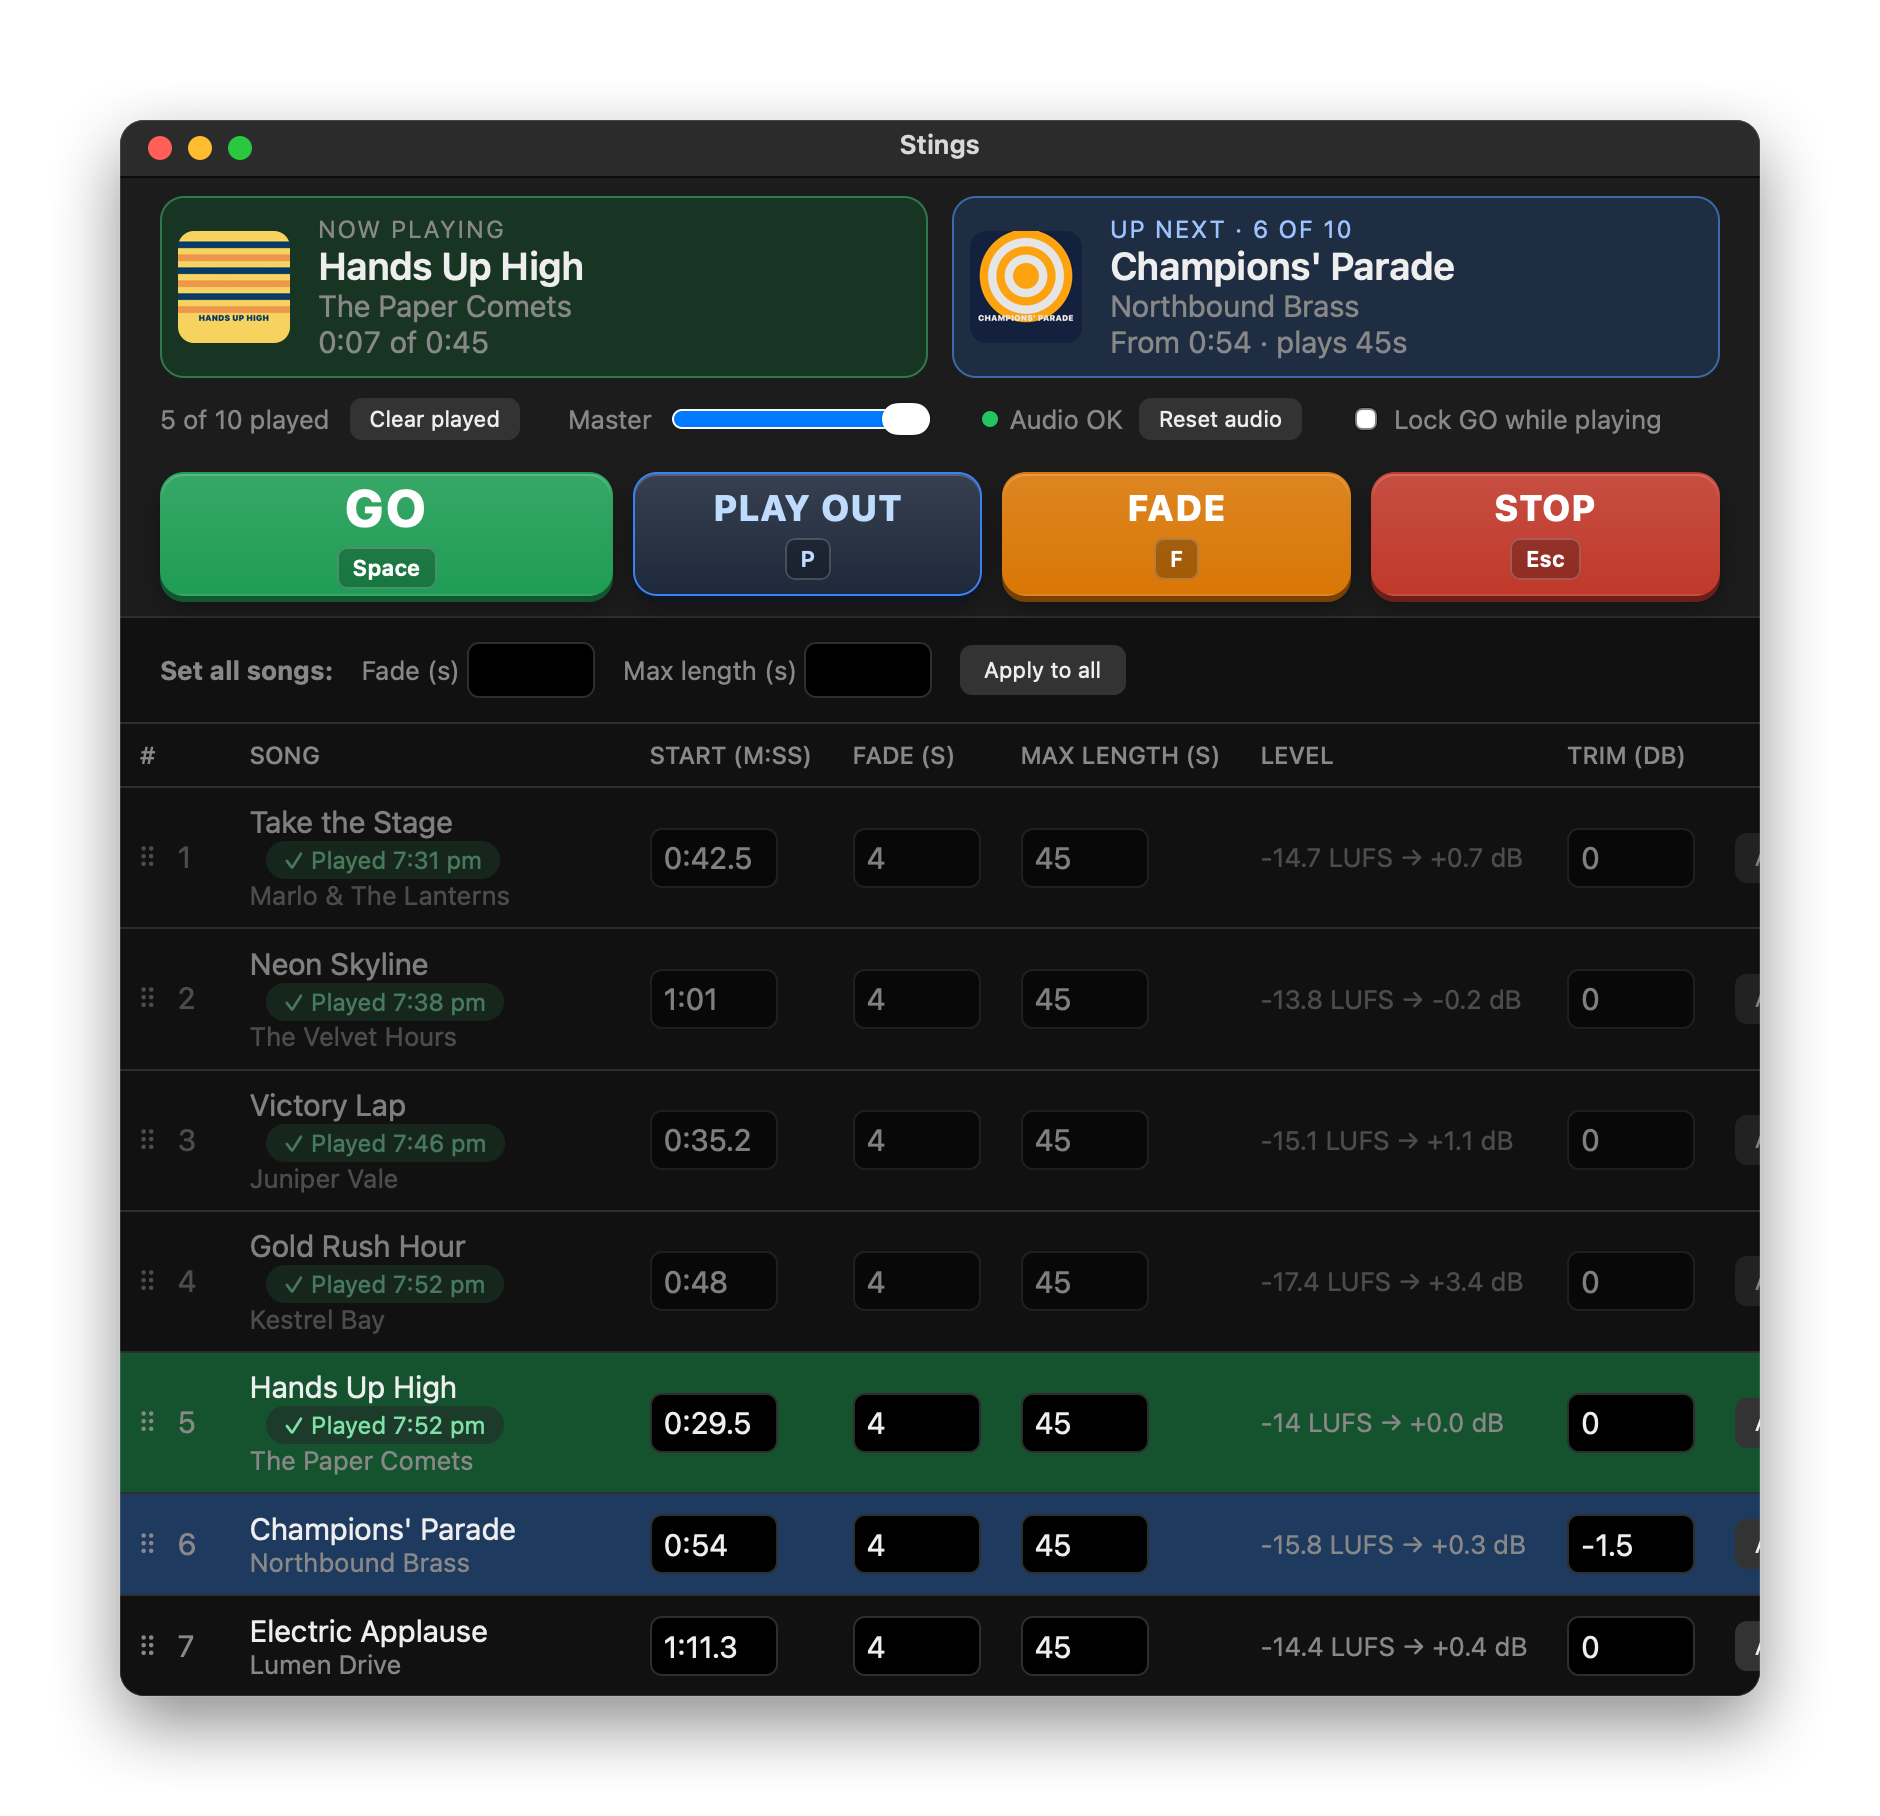 Stings
NOW PLAYING
Hands Up High
The Paper Comets
0:07 of 0:45
HANDS UP HIGH
UP NEXT · 6 OF 10
Champions' Parade
Northbound Brass
From 0:54 · plays 45s
CHAMPIONS' PARADE
5 of 10 played
Clear played
Master
Audio OK
Reset audio
Lock GO while playing
GO
Space
PLAY OUT
P
FADE
F
STOP
Esc
Set all songs: Fade (s) Max length (s) Apply to all
# SONG START (M:SS) FADE (S) MAX LENGTH (S) LEVEL TRIM (DB)
1 Take the Stage
✓ Played 7:31 pm
Marlo & The Lanterns
0:42.5 4 45 -14.7 LUFS → +0.7 dB 0
2 Neon Skyline
✓ Played 7:38 pm
The Velvet Hours
1:01 4 45 -13.8 LUFS → -0.2 dB 0
3 Victory Lap
✓ Played 7:46 pm
Juniper Vale
0:35.2 4 45 -15.1 LUFS → +1.1 dB 0
4 Gold Rush Hour
✓ Played 7:52 pm
Kestrel Bay
0:48 4 45 -17.4 LUFS → +3.4 dB 0
5 Hands Up High
✓ Played 7:52 pm
The Paper Comets
0:29.5 4 45 -14 LUFS → +0.0 dB 0
6 Champions' Parade
Northbound Brass
0:54 4 45 -15.8 LUFS → +0.3 dB -1.5
7 Electric Applause
Lumen Drive
1:11.3 4 45 -14.4 LUFS → +0.4 dB 0